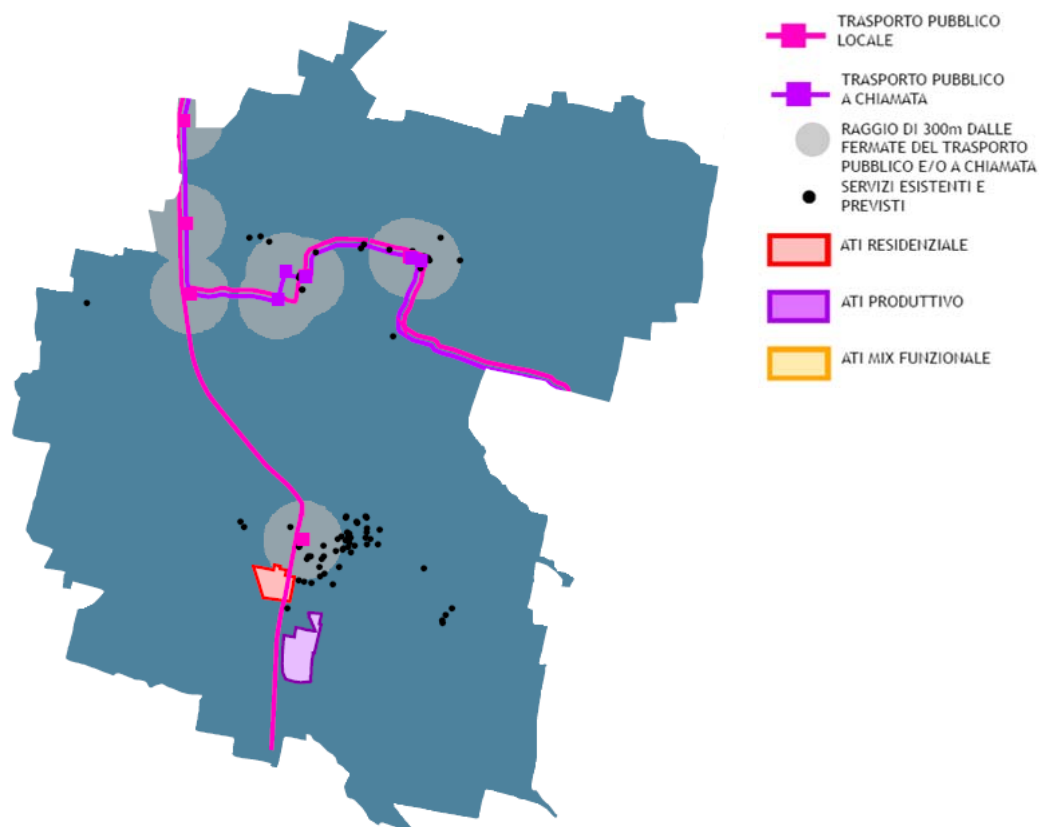 TRASPORTO PUBBLICO
LOCALE
TRASPORTO PUBBLICO
A CHIAMATA
RAGGIO DI 300m DALLE
FERMATE DEL TRASPORTO
PUBBLICO E/O A CHIAMATA
SERVIZI ESISTENTI E
PREVISTI
ATI RESIDENZIALE
ATI PRODUTTIVO
ATI MIX FUNZIONALE